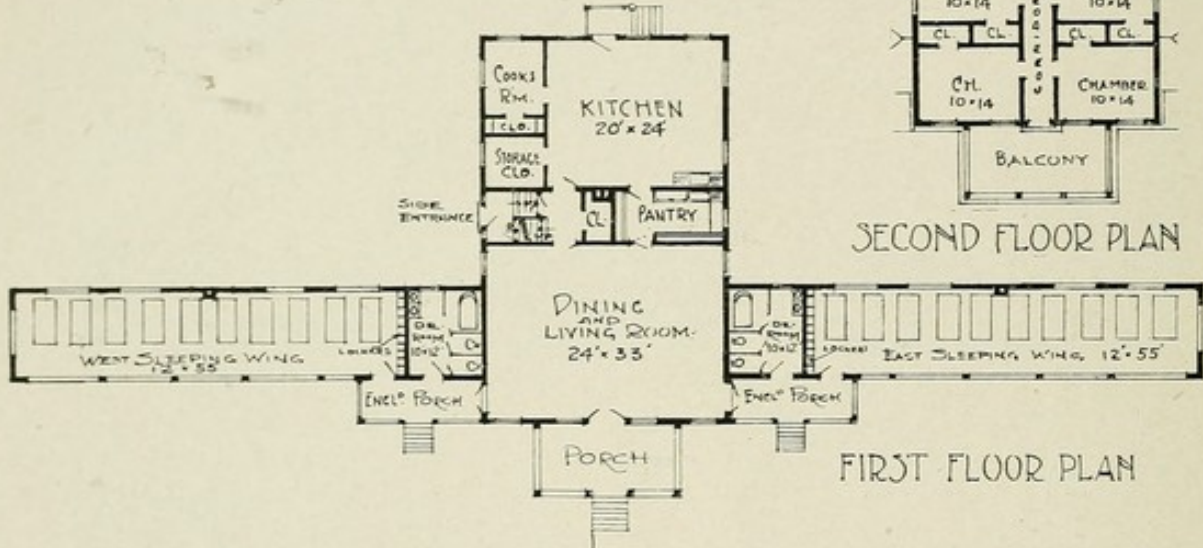 10×14
10×14
CL.
CL.
CL.
CL.
CH.
10×14
CHAMBER
10×14
BALCONY
SECOND FLOOR PLAN
COOKS
RM.
CLO.
STORAGE
CLO.
KITCHEN
20' × 24'
SIDE
ENTRANCE
CL.
PANTRY
DINING
AND
LIVING ROOM.
24' × 33'
WEST SLEEPING WING
12' × 55'
LOCKERS
DR.
ROOM
10×12
DR.
ROOM
10×12
LOCKERS
EAST SLEEPING WING 12' × 55'
ENCLD. PORCH
ENCLD. PORCH
PORCH
FIRST FLOOR PLAN